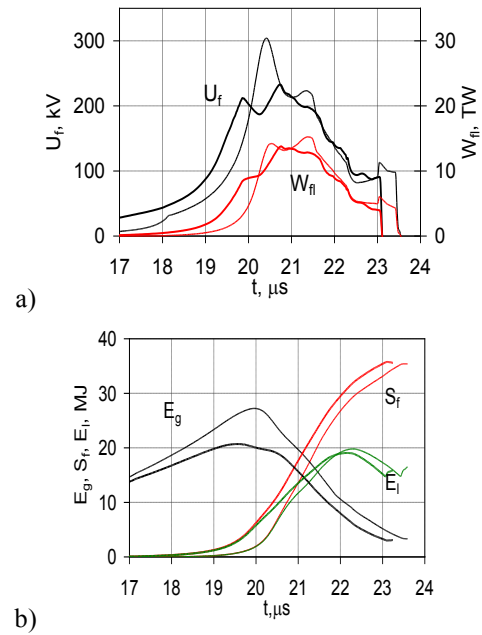 300
200
100
0
U_f, kV
30
20
10
0
W_fl, TW
U_f
W_fl
17 18 19 20 21 22 23 24
t, μs
a)
40
30
20
10
0
E_g, S_f, E_l, MJ
E_g
S_f
E_l
17 18 19 20 21 22 23 24
t,μs
b)